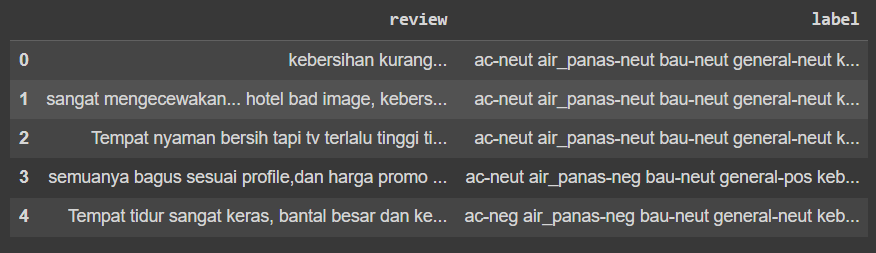 review label
0 kebersihan kurang... ac-neut air_panas-neut bau-neut general-neut k...
1 sangat mengecewakan... hotel bad image, kebers... ac-neut air_panas-neut bau-neut general-neut k...
2 Tempat nyaman bersih tapi tv terlalu tinggi ti... ac-neut air_panas-neut bau-neut general-neut k...
3 semuanya bagus sesuai profile,dan harga promo ... ac-neut air_panas-neg bau-neut general-pos keb...
4 Tempat tidur sangat keras, bantal besar dan ke... ac-neg air_panas-neg bau-neut general-neut keb...